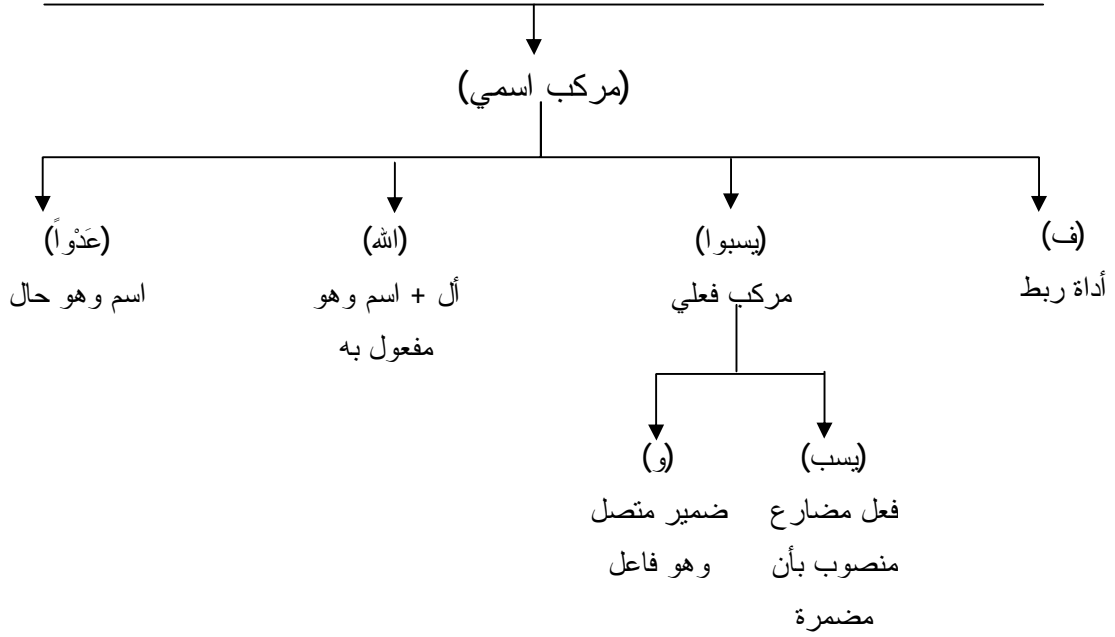 (مركب اسمي)
(ف) (يسبوا) (الله) (عَدْواً)
أداة ربط مركب فعلي أل + اسم وهو اسم وهو حال
مفعول به
(يسب) (و)
فعل مضارع ضمير متصل
منصوب بأن وهو فاعل
مضمرة